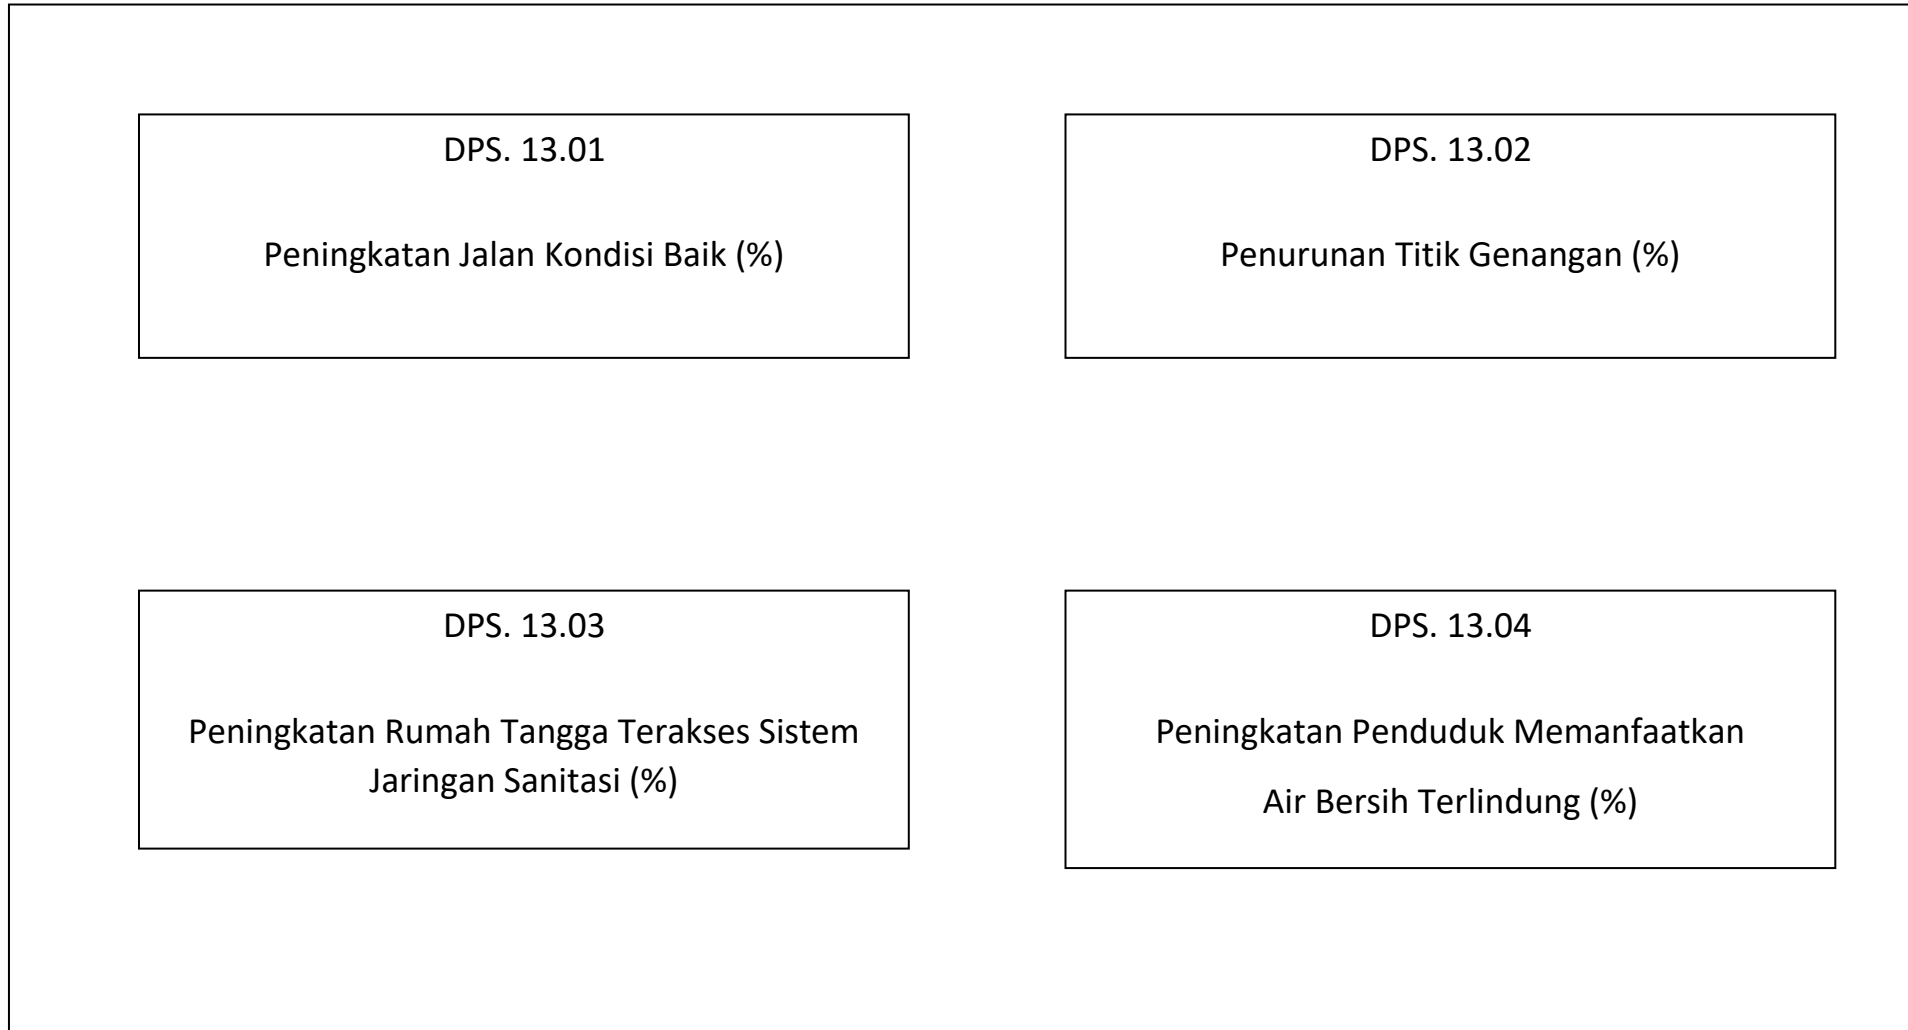 DPS. 13.01
Peningkatan Jalan Kondisi Baik (%)
DPS. 13.02
Penurunan Titik Genangan (%)
DPS. 13.03
Peningkatan Rumah Tangga Terakses Sistem
Jaringan Sanitasi (%)
DPS. 13.04
Peningkatan Penduduk Memanfaatkan
Air Bersih Terlindung (%)